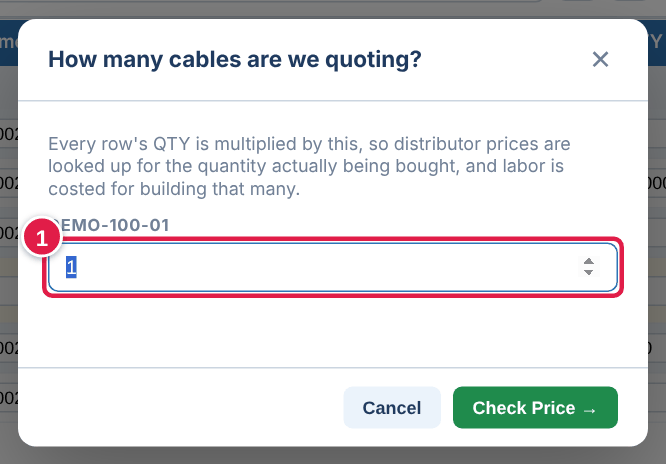 How many cables are we quoting?
Every row's QTY is multiplied by this, so distributor prices are
looked up for the quantity actually being bought, and labor is
costed for building that many.
EMO-100-01
1
1
Cancel
Check Price →